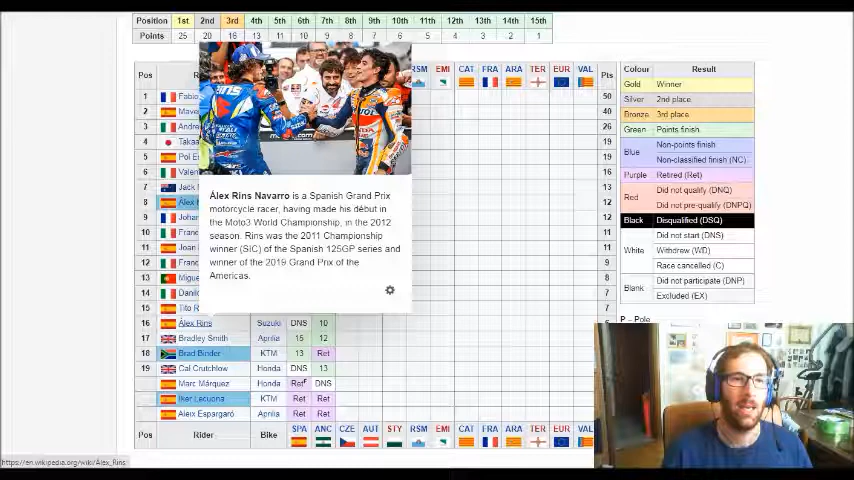 Position 1st 2nd 3rd 4th 5th 6th 7th 8th 9th 10th 11th 12th 13th 14th 15th
Points 25 20 16 13 11 10 9 8 7 6 5 4 3 2 1
Pos RSM EMI CAT FRA ARA TER EUR VAL Pts
1 Fabio 50
2 Mave 40
3 Andre 26
4 Takaa 19
5 Pol E 19
6 Valen 16
7 Jack 13
8 Álex 12
9 Johan 12
10 Franc 11
11 Joan 11
12 Franc 9
13 Migue 8
14 Danil 7
15 Tito R 7
Álex Rins Navarro is a Spanish Grand Prix
motorcycle racer, having made his début in
the Moto3 World Championship, in the 2012
season. Rins was the 2011 Championship
winner (SIC) of the Spanish 125GP series and
winner of the 2019 Grand Prix of the
Americas.
16 Álex Rins Suzuki DNS 10
17 Bradley Smith Aprilia 15 12
18 Brad Binder KTM 13 Ret
19 Cal Crutchlow Honda DNS 13
Marc Márquez Honda Ret F DNS
Iker Lecuona KTM Ret Ret
Aleix Espargaró Aprilia Ret Ret
Pos Rider Bike SPA ANC CZE AUT STY RSM EMI CAT FRA ARA TER EUR VAL
Colour Result
Gold Winner
Silver 2nd place
Bronze 3rd place
Green Points finish
Blue Non-points finish
Non-classified finish (NC)
Purple Retired (Ret)
Red Did not qualify (DNQ)
Did not pre-qualify (DNPQ)
Black Disqualified (DSQ)
White Did not start (DNS)
Withdrew (WD)
Race cancelled (C)
Blank Did not participate (DNP)
Excluded (EX)
P – Pole
https://en.wikipedia.org/wiki/Álex_Rins